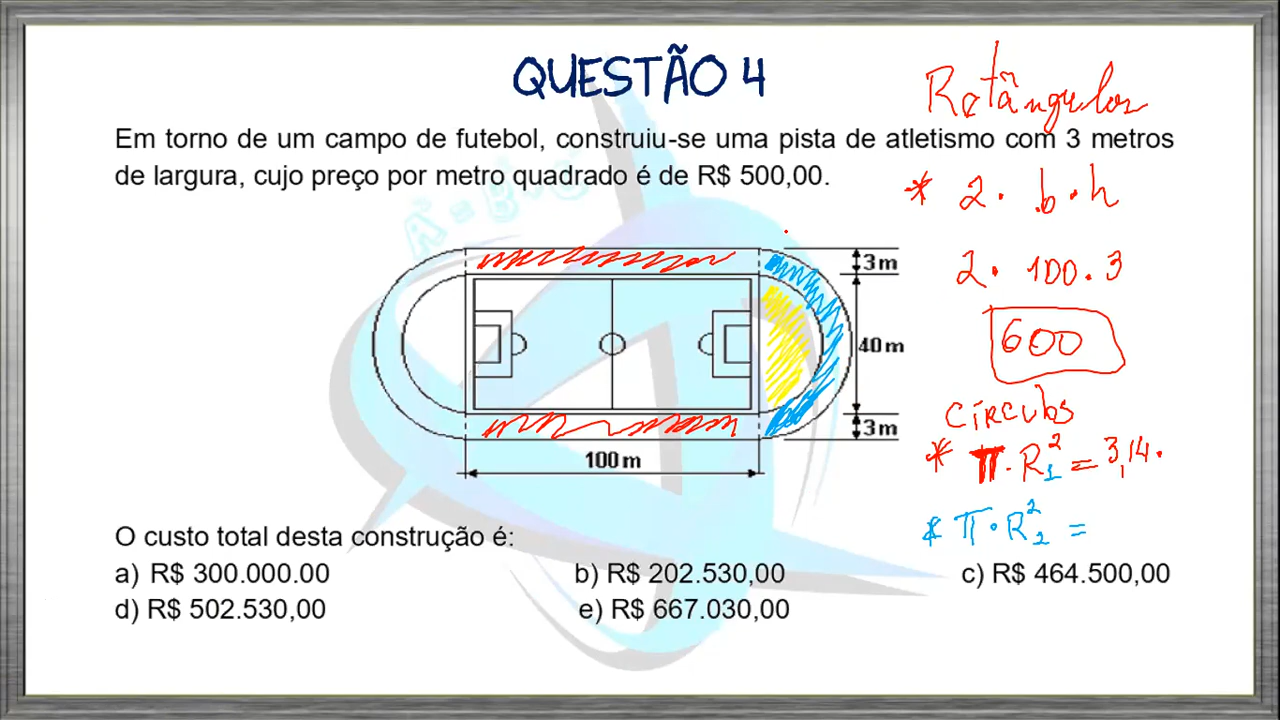 QUESTÃO 4
Retângulos
Em torno de um campo de futebol, construiu-se uma pista de atletismo com 3 metros
de largura, cujo preço por metro quadrado é de R$ 500,00.
* 2 . b . h
2 . 100 . 3
600
3 m
40 m
3 m
100 m
CÍRCULOS
* π . R₁² = 3,14 .
* π . R₂² =
O custo total desta construção é:
a) R$ 300.000.00 b) R$ 202.530,00 c) R$ 464.500,00
d) R$ 502.530,00 e) R$ 667.030,00